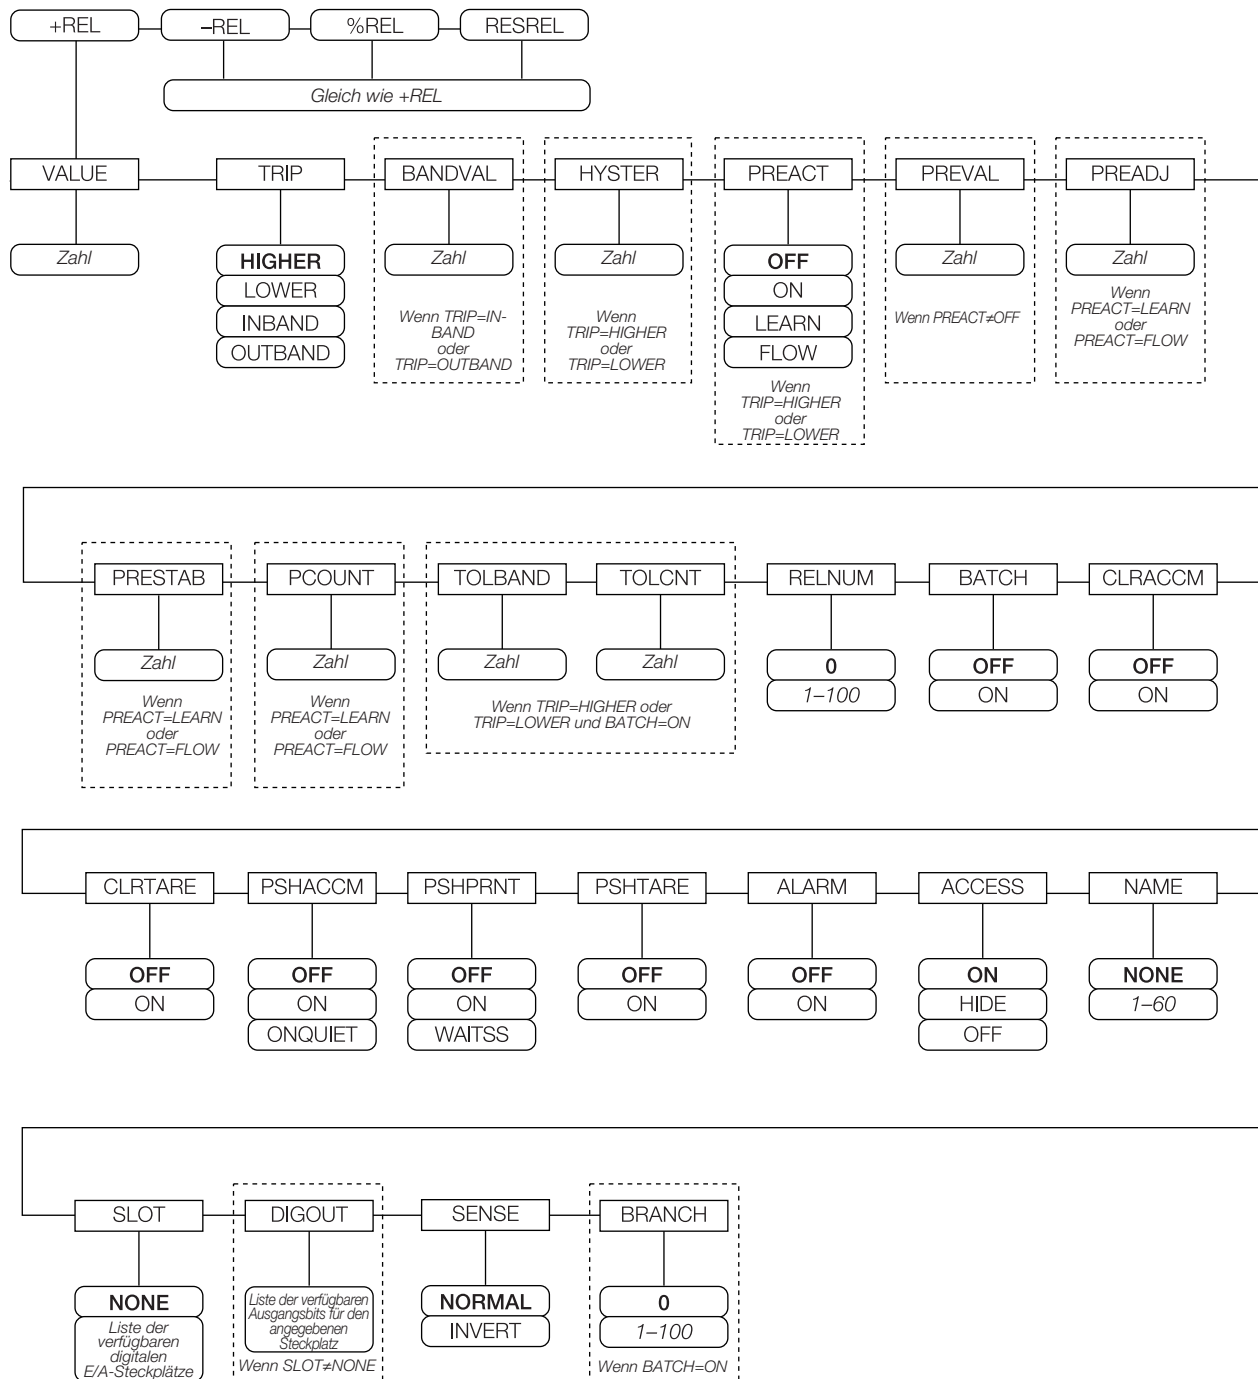 +REL –REL %REL RESREL
Gleich wie +REL
VALUE TRIP BANDVAL HYSTER PREACT PREVAL PREADJ
Zahl
HIGHER
LOWER
INBAND
OUTBAND
Zahl
Wenn TRIP=IN-
BAND
oder
TRIP=OUTBAND
Zahl
Wenn
TRIP=HIGHER
oder
TRIP=LOWER
OFF
ON
LEARN
FLOW
Wenn
TRIP=HIGHER
oder
TRIP=LOWER
Zahl
Wenn PREACT≠OFF
Zahl
Wenn
PREACT=LEARN
oder
PREACT=FLOW
PRESTAB PCOUNT TOLBAND TOLCNT RELNUM BATCH CLRACCM
Zahl
Wenn
PREACT=LEARN
oder
PREACT=FLOW
Zahl
Wenn
PREACT=LEARN
oder
PREACT=FLOW
Zahl Zahl
Wenn TRIP=HIGHER oder
TRIP=LOWER und BATCH=ON
0
1–100
OFF
ON
OFF
ON
CLRTARE PSHACCM PSHPRNT PSHTARE ALARM ACCESS NAME
OFF
ON
OFF
ON
ONQUIET
OFF
ON
WAITSS
OFF
ON
OFF
ON
ON
HIDE
OFF
NONE
1–60
SLOT DIGOUT SENSE BRANCH
NONE
Liste der
verfügbaren
digitalen
E/A-Steckplätze
Liste der verfügbaren
Ausgangsbits für den
angegebenen
Steckplatz
Wenn SLOT≠NONE
NORMAL
INVERT
0
1–100
Wenn BATCH=ON